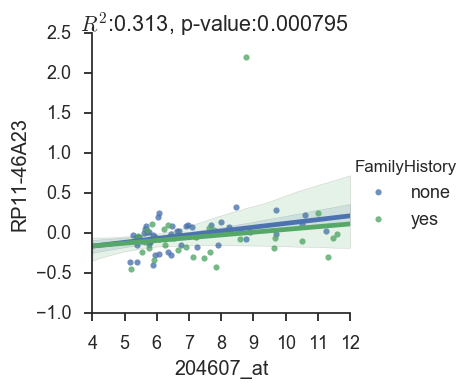 R²:0.313, p-value:0.000795
2.5
2.0
1.5
1.0
0.5
0.0
−0.5
−1.0
RP11-46A23
4 5 6 7 8 9 10 11 12
204607_at
FamilyHistory
none
yes